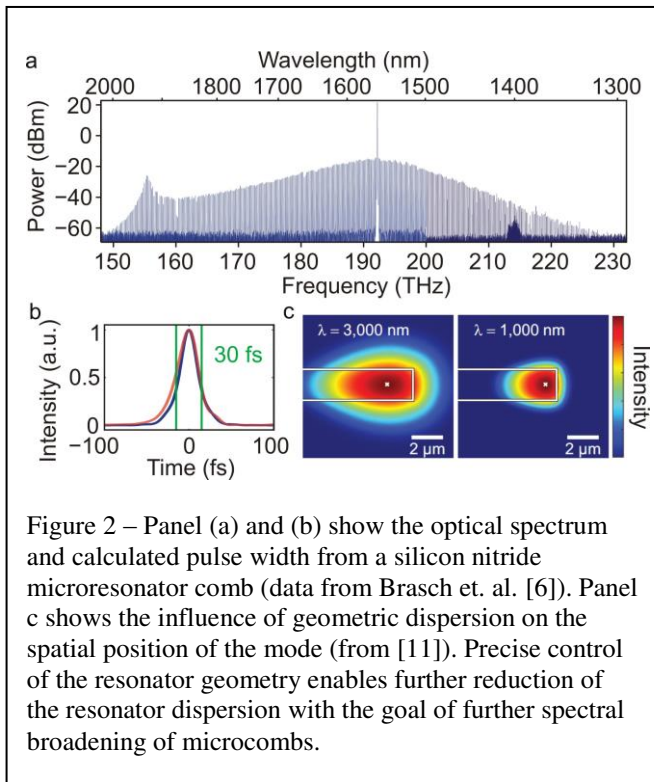 a
Wavelength (nm)
2000 1800 1700 1600 1500 1400 1300
20
0
−20
−40
−60
Power (dBm)
150 160 170 180 190 200 210 220 230
Frequency (THz)
b
1
0.5
0
Intensity (a.u.)
30 fs
−100 0 100
Time (fs)
c
λ = 3,000 nm
2 μm
λ = 1,000 nm
2 μm
Intensity
Figure 2 – Panel (a) and (b) show the optical spectrum
and calculated pulse width from a silicon nitride
microresonator comb (data from Brasch et. al. [6]). Panel
c shows the influence of geometric dispersion on the
spatial position of the mode (from [11]). Precise control
of the resonator geometry enables further reduction of
the resonator dispersion with the goal of further spectral
broadening of microcombs.